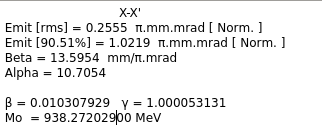 X-X'
Emit [rms] = 0.2555 π.mm.mrad [ Norm. ]
Emit [90.51%] = 1.0219 π.mm.mrad [ Norm. ]
Beta = 13.5954 mm/π.mrad
Alpha = 10.7054
β = 0.010307929 γ = 1.000053131
Mo = 938.27202900 MeV